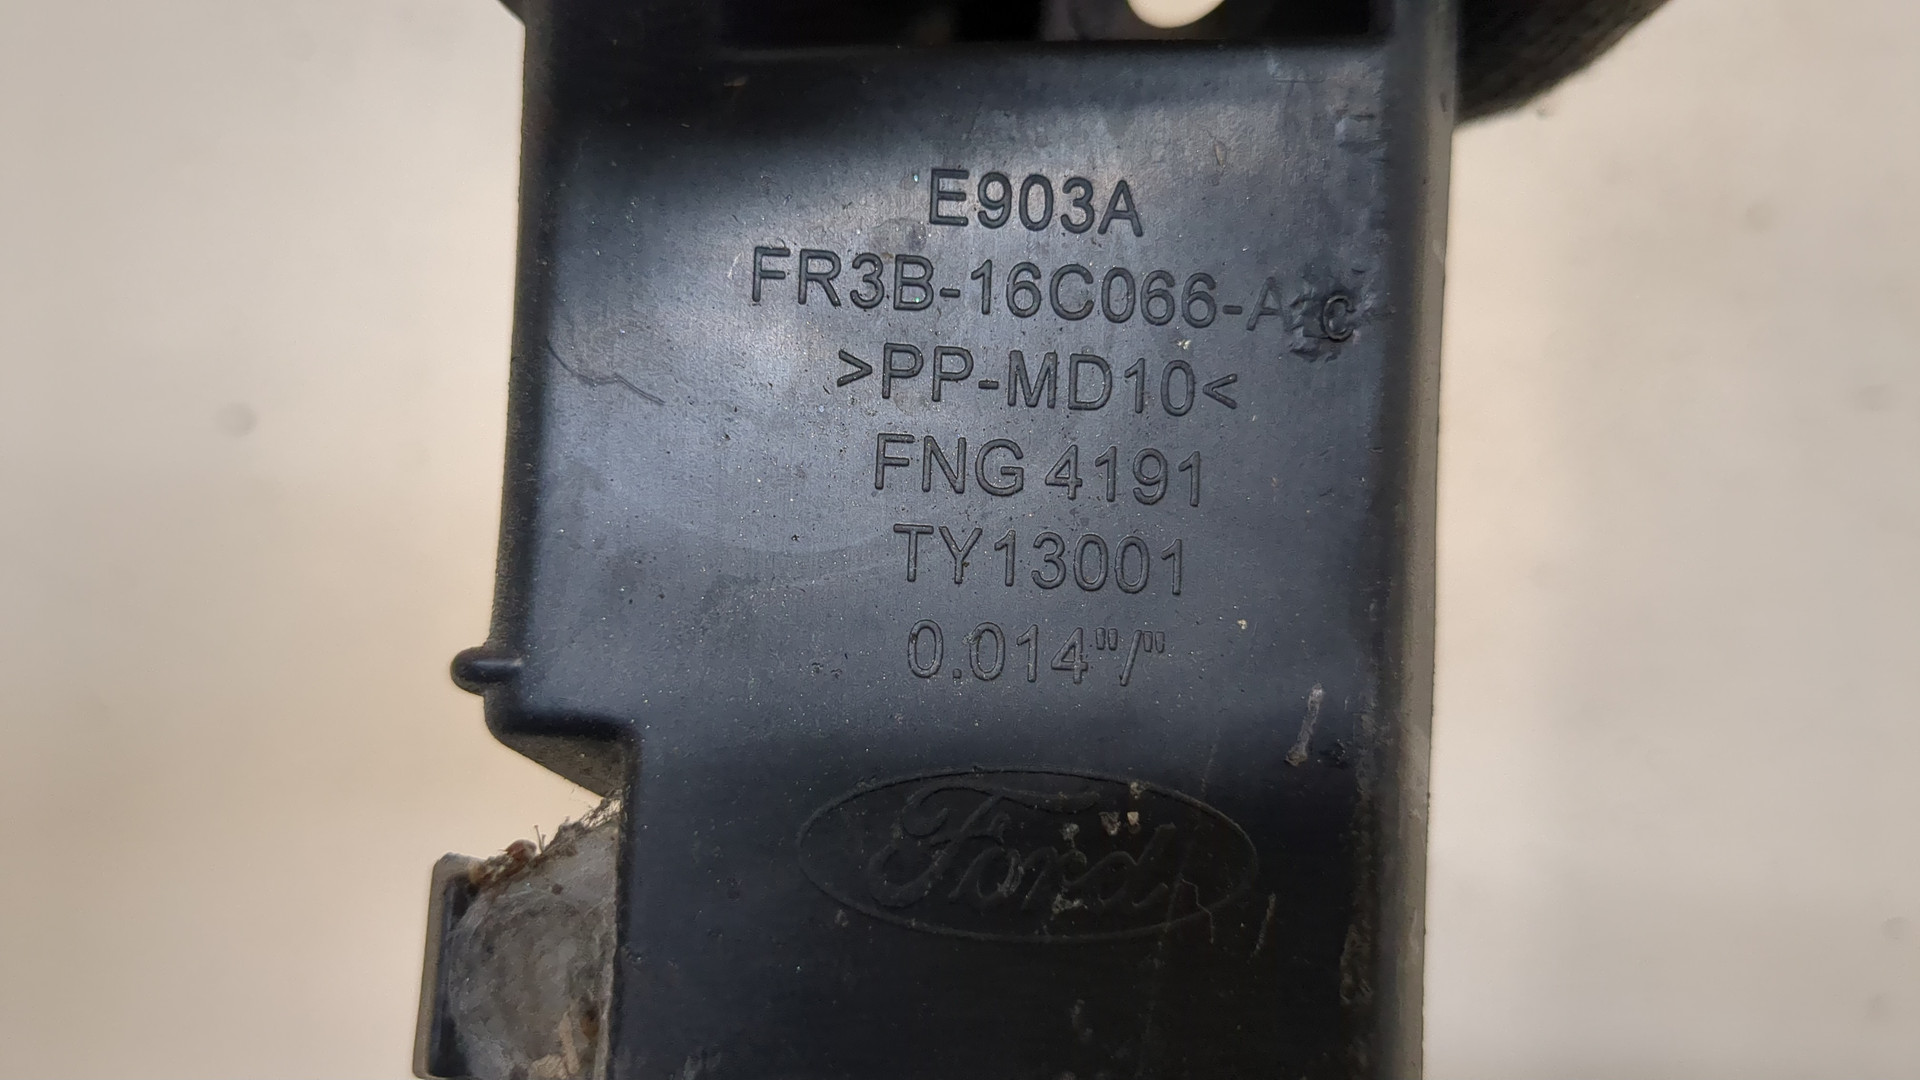 E903A
FR3B-16C066-A C
>PP-MD10<
FNG 4191
TY13001
0.014"/"
Ford